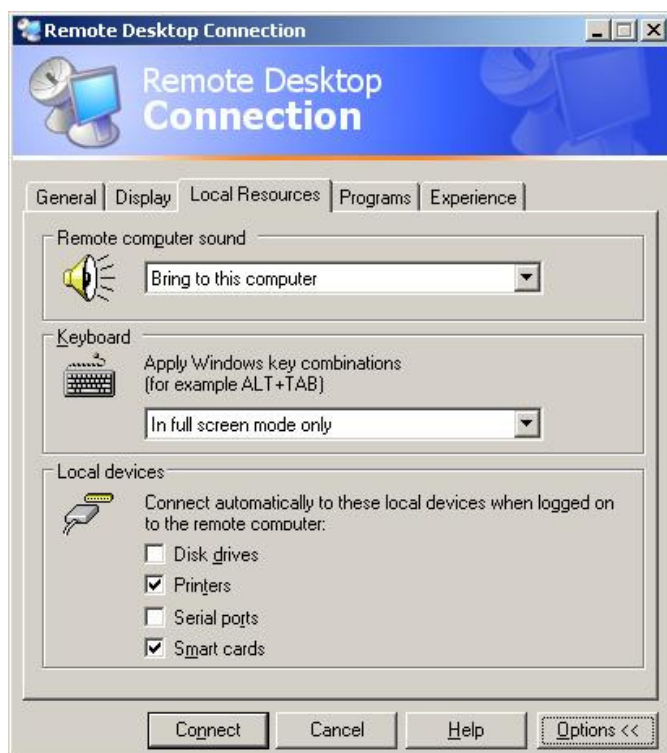 Remote Desktop Connection
Remote Desktop
Connection
General Display Local Resources Programs Experience
Remote computer sound
Bring to this computer
Keyboard
Apply Windows key combinations
(for example ALT+TAB)
In full screen mode only
Local devices
Connect automatically to these local devices when logged on
to the remote computer:
Disk drives
Printers
Serial ports
Smart cards
Connect Cancel Help Options <<